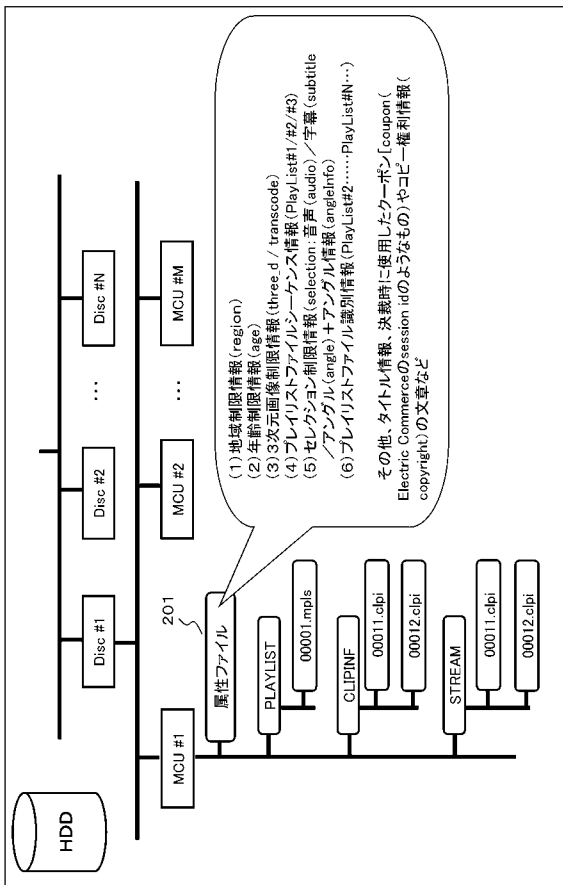 HDD
Disc #1
Disc #2
...
Disc #N
MCU #1
MCU #2
...
MCU #M
201
属性ファイル
PLAYLIST
00001.mpls
CLIPINF
00011.clpi
00012.clpi
STREAM
00011.clpi
00012.clpi
(1)地域制限情報(region)
(2)年齢制限情報(age)
(3)3次元画像制限情報(three_d / transcode)
(4)プレイリストファイルシーケンス情報(PlayList#1/#2/#3)
(5)セレクション制限情報(selection:音声(audio)/字幕(subtitle
/アングル(angle)+アングル情報(angleInfo)
(6)プレイリストファイル識別情報(PlayList#2……PlayList#N…)
その他、タイトル情報、決裁時に使用したクーポン[coupon(
Electric Commerceのsession idのようなもの)やコピー権利情報(
copyright)の文章など